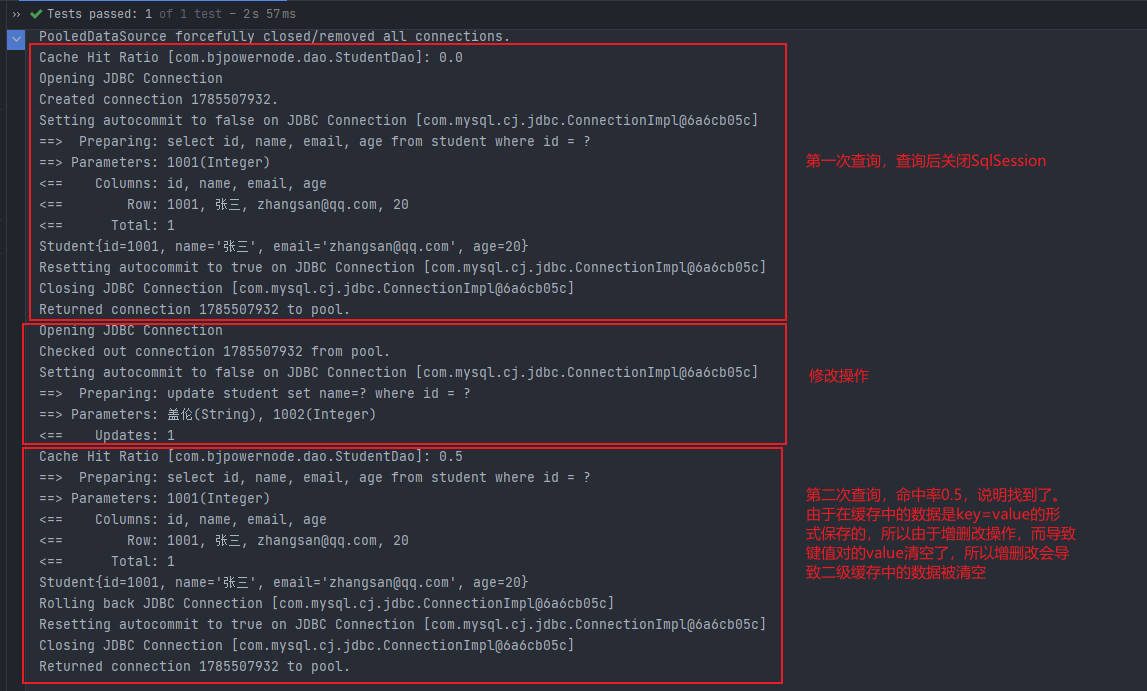 Tests passed: 1 of 1 test – 2 s 57 ms
PooledDataSource forcefully closed/removed all connections.
Cache Hit Ratio [com.bjpowernode.dao.StudentDao]: 0.0
Opening JDBC Connection
Created connection 1785507932.
Setting autocommit to false on JDBC Connection [com.mysql.cj.jdbc.ConnectionImpl@6a6cb05c]
==>  Preparing: select id, name, email, age from student where id = ?
==> Parameters: 1001(Integer)
<==    Columns: id, name, email, age
<==        Row: 1001, 张三, zhangsan@qq.com, 20
<==      Total: 1
Student{id=1001, name='张三', email='zhangsan@qq.com', age=20}
Resetting autocommit to true on JDBC Connection [com.mysql.cj.jdbc.ConnectionImpl@6a6cb05c]
Closing JDBC Connection [com.mysql.cj.jdbc.ConnectionImpl@6a6cb05c]
Returned connection 1785507932 to pool.
第一次查询，查询后关闭SqlSession
Opening JDBC Connection
Checked out connection 1785507932 from pool.
Setting autocommit to false on JDBC Connection [com.mysql.cj.jdbc.ConnectionImpl@6a6cb05c]
==>  Preparing: update student set name=? where id = ?
==> Parameters: 盖伦(String), 1002(Integer)
<==    Updates: 1
修改操作
Cache Hit Ratio [com.bjpowernode.dao.StudentDao]: 0.5
==>  Preparing: select id, name, email, age from student where id = ?
==> Parameters: 1001(Integer)
<==    Columns: id, name, email, age
<==        Row: 1001, 张三, zhangsan@qq.com, 20
<==      Total: 1
Student{id=1001, name='张三', email='zhangsan@qq.com', age=20}
Rolling back JDBC Connection [com.mysql.cj.jdbc.ConnectionImpl@6a6cb05c]
Resetting autocommit to true on JDBC Connection [com.mysql.cj.jdbc.ConnectionImpl@6a6cb05c]
Closing JDBC Connection [com.mysql.cj.jdbc.ConnectionImpl@6a6cb05c]
Returned connection 1785507932 to pool.
第二次查询，命中率0.5，说明找到了。
由于在缓存中的数据是key=value的形
式保存的，所以由于增删改操作，而导致
键值对的value清空了，所以增删改会导
致二级缓存中的数据被清空